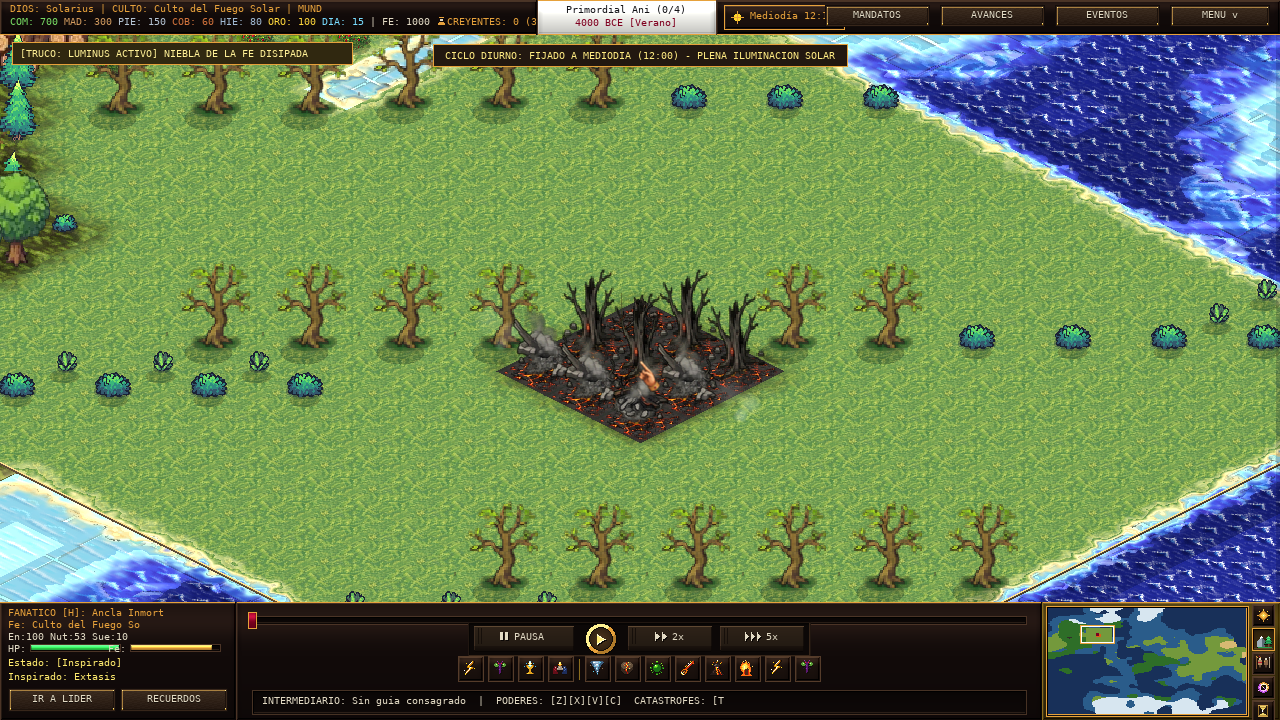 DIOS: Solarius | CULTO: Culto del Fuego Solar | MUND
COM: 700 MAD: 300 PIE: 150 COB: 60 HIE: 80 ORO: 100 DIA: 15 | FE: 1000 CREYENTES: 0 (3
Primordial Ani (0/4)
4000 BCE [Verano]
Mediodía 12:
MANDATOS
AVANCES
EVENTOS
MENU v
[TRUCO: LUMINUS ACTIVO] NIEBLA DE LA FE DISIPADA
CICLO DIURNO: FIJADO A MEDIODIA (12:00) - PLENA ILUMINACION SOLAR
FANATICO [H]: Ancla Inmort
Fe: Culto del Fuego So
En:100 Nut:53 Sue:10
HP: Fe:
Estado: [Inspirado]
Inspirado: Extasis
IR A LIDER
RECUERDOS
PAUSA
2x
5x
INTERMEDIARIO: Sin guia consagrado | PODERES: [Z][X][V][C] CATASTROFES: [T